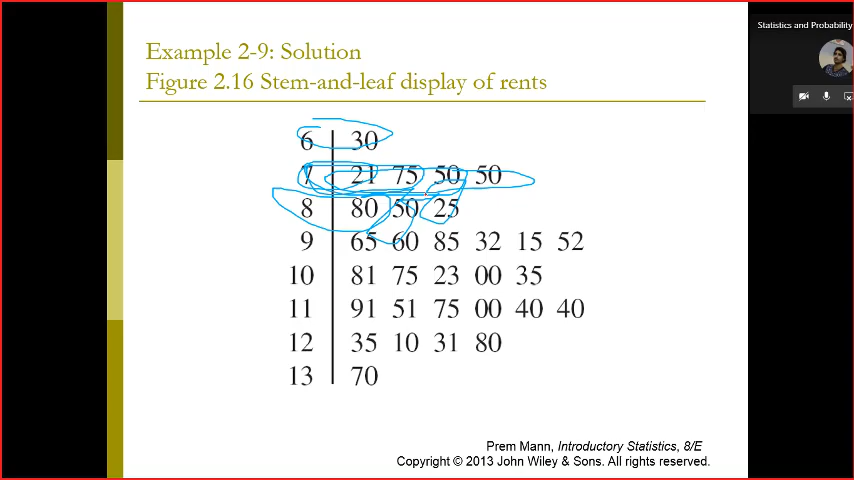 Statistics and Probability
Example 2-9: Solution
Figure 2.16 Stem-and-leaf display of rents
6 30
7 21 75 50 50
8 80 50 25
9 65 60 85 32 15 52
10 81 75 23 00 35
11 91 51 75 00 40 40
12 35 10 31 80
13 70
Prem Mann, Introductory Statistics, 8/E
Copyright © 2013 John Wiley & Sons. All rights reserved.